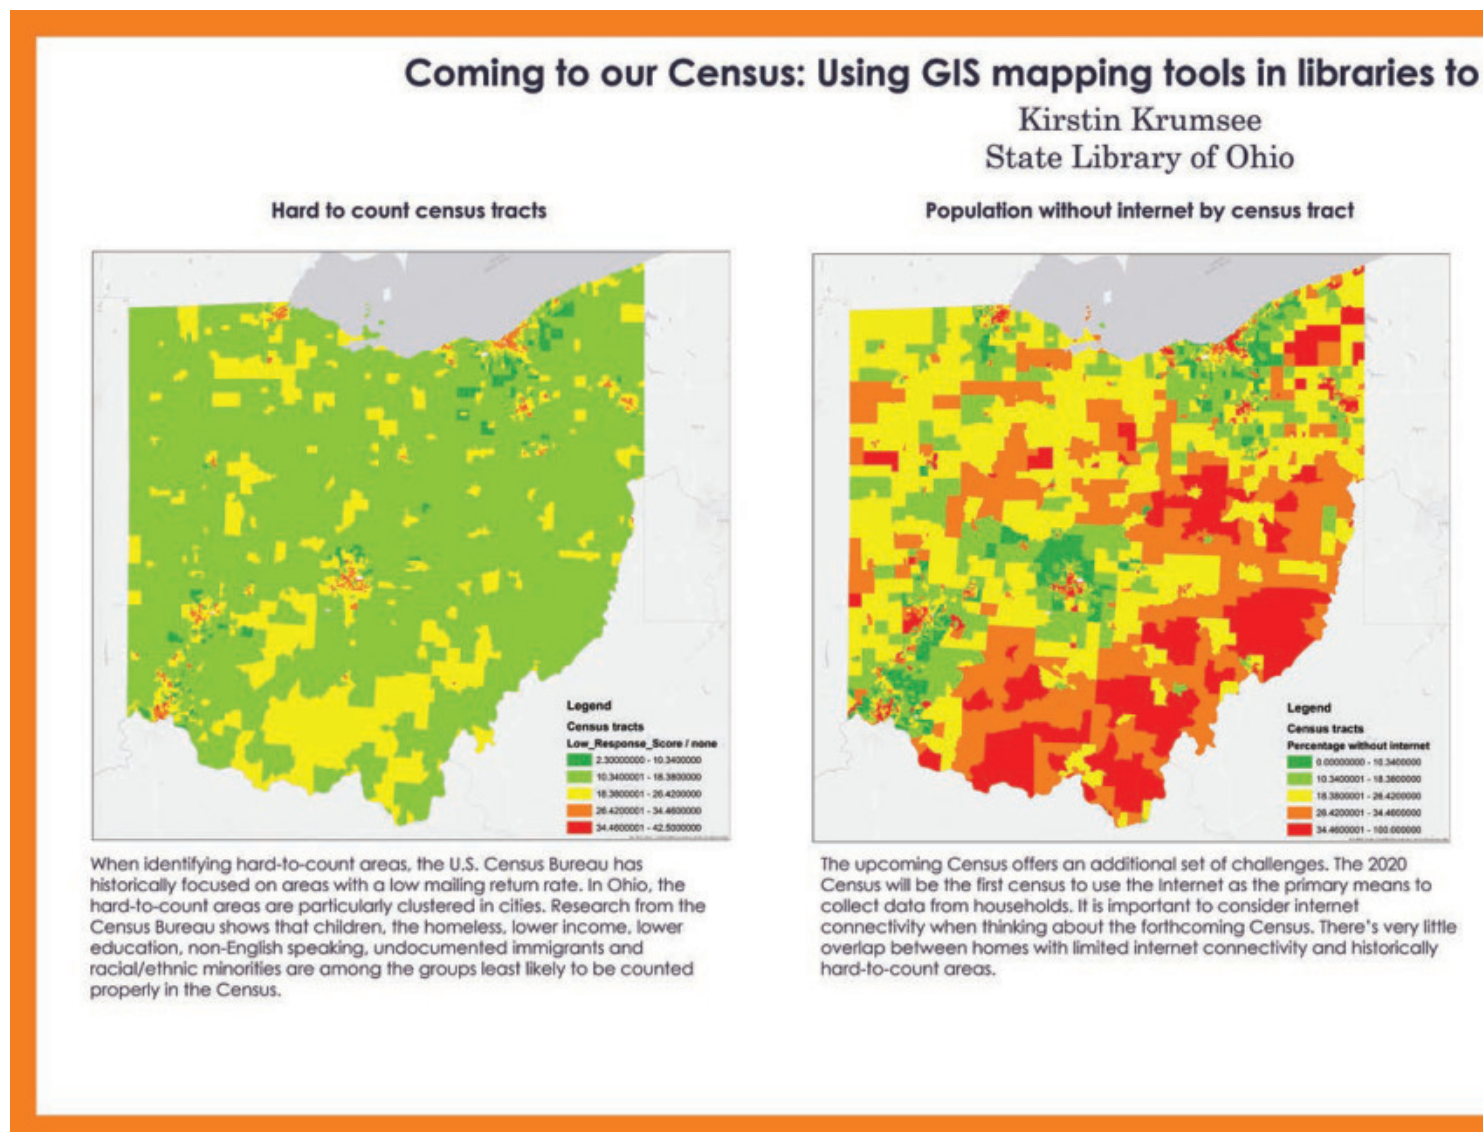 Coming to our Census: Using GIS mapping tools in libraries to
Kirstin Krumsee
State Library of Ohio
Hard to count census tracts
Legend
Census tracts
Low_Response_Score / none
2.30000000 - 10.3400000
10.3400001 - 18.3800000
18.3800001 - 26.4200000
26.4200001 - 34.4600000
34.4600001 - 42.5000000
When identifying hard-to-count areas, the U.S. Census Bureau has
historically focused on areas with a low mailing return rate. In Ohio, the
hard-to-count areas are particularly clustered in cities. Research from the
Census Bureau shows that children, the homeless, lower income, lower
education, non-English speaking, undocumented immigrants and
racial/ethnic minorities are among the groups least likely to be counted
properly in the Census.
Population without internet by census tract
Legend
Census tracts
Percentage without internet
0.00000000 - 10.3400000
10.3400001 - 18.3800000
18.3800001 - 26.4200000
26.4200001 - 34.4600000
34.4600001 - 100.000000
The upcoming Census offers an additional set of challenges. The 2020
Census will be the first census to use the Internet as the primary means to
collect data from households. It is important to consider internet
connectivity when thinking about the forthcoming Census. There's very little
overlap between homes with limited internet connectivity and historically
hard-to-count areas.